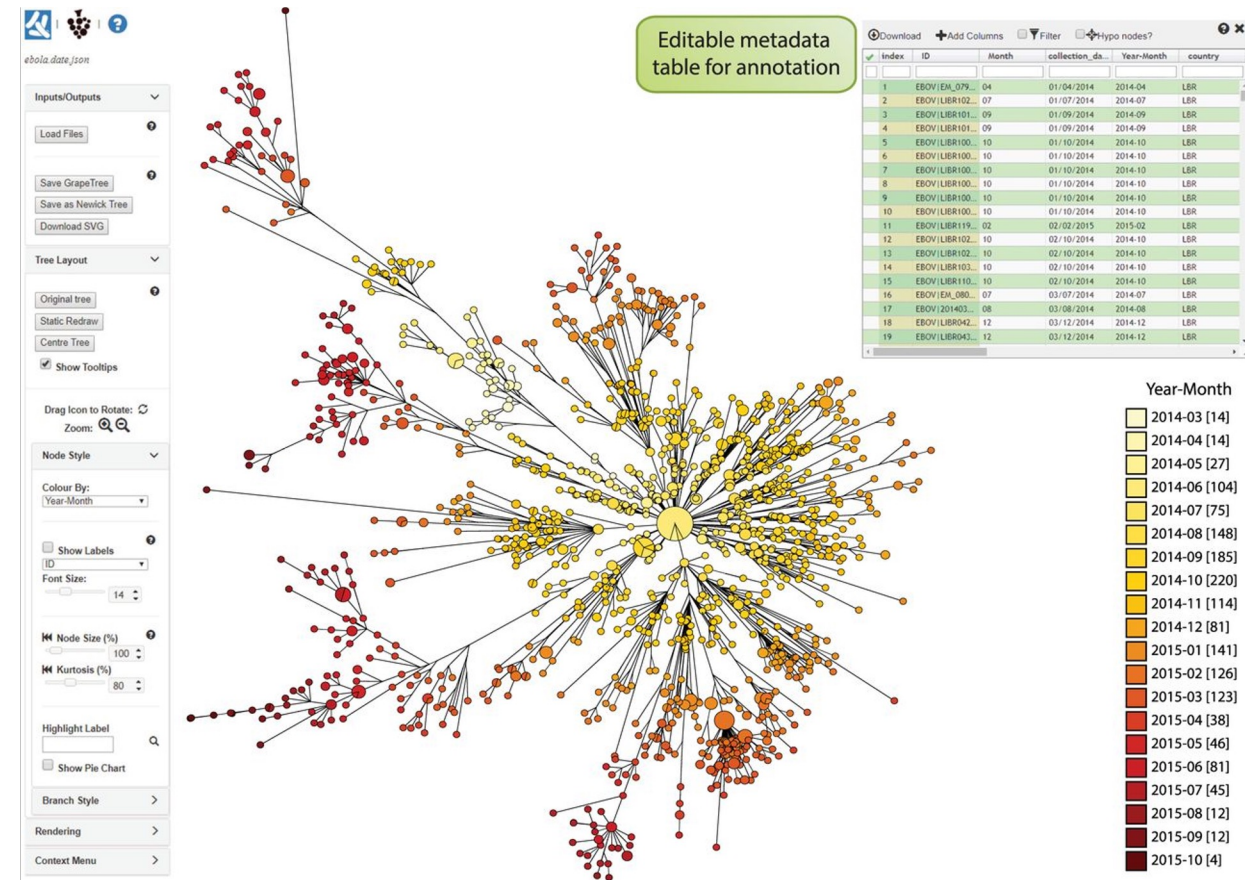 ebola.date.json
Inputs/Outputs
Load Files
Save GrapeTree
Save as Newick Tree
Download SVG
Tree Layout
Original tree
Static Redraw
Centre Tree
Show Tooltips
Drag Icon to Rotate:
Zoom:
Node Style
Colour By:
Year-Month
Show Labels
ID
Font Size:
14
Node Size (%)
100
Kurtosis (%)
80
Highlight Label
Show Pie Chart
Branch Style
Rendering
Context Menu
Editable metadata
table for annotation
Download Add Columns Filter Hypo nodes?
index ID Month collection_da... Year-Month country
1 EBOV|EM_079... 04 01/04/2014 2014-04 LBR
2 EBOV|LIBR102... 07 01/07/2014 2014-07 LBR
3 EBOV|LIBR101... 09 01/09/2014 2014-09 LBR
4 EBOV|LIBR101... 09 01/09/2014 2014-09 LBR
5 EBOV|LIBR100... 10 01/10/2014 2014-10 LBR
6 EBOV|LIBR100... 10 01/10/2014 2014-10 LBR
7 EBOV|LIBR100... 10 01/10/2014 2014-10 LBR
8 EBOV|LIBR100... 10 01/10/2014 2014-10 LBR
9 EBOV|LIBR100... 10 01/10/2014 2014-10 LBR
10 EBOV|LIBR100... 10 01/10/2014 2014-10 LBR
11 EBOV|LIBR119... 02 02/02/2015 2015-02 LBR
12 EBOV|LIBR102... 10 02/10/2014 2014-10 LBR
13 EBOV|LIBR102... 10 02/10/2014 2014-10 LBR
14 EBOV|LIBR103... 10 02/10/2014 2014-10 LBR
15 EBOV|LIBR110... 10 02/10/2014 2014-10 LBR
16 EBOV|EM_080... 07 03/07/2014 2014-07 LBR
17 EBOV|201403... 08 03/08/2014 2014-08 LBR
18 EBOV|LIBR042... 12 03/12/2014 2014-12 LBR
19 EBOV|LIBR043... 12 03/12/2014 2014-12 LBR
Year-Month
2014-03 [14]
2014-04 [14]
2014-05 [27]
2014-06 [104]
2014-07 [75]
2014-08 [148]
2014-09 [185]
2014-10 [220]
2014-11 [114]
2014-12 [81]
2015-01 [141]
2015-02 [126]
2015-03 [123]
2015-04 [38]
2015-05 [46]
2015-06 [81]
2015-07 [45]
2015-08 [12]
2015-09 [12]
2015-10 [4]